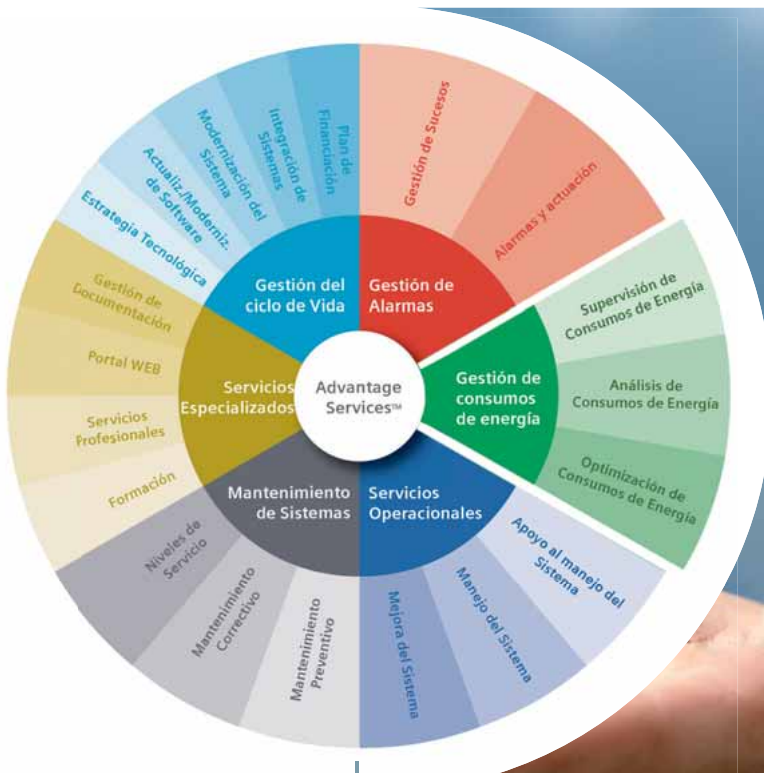 Plan de
Financiación
Integración de
Sistemas
Modernización del
Sistema
Actualiz./Moderniz.
de Software
Estrategia Tecnológica
Gestión de Sucesos
Alarmas y actuación
Gestión del
ciclo de Vida
Gestión de
Alarmas
Supervisión de
Consumos de Energía
Análisis de
Consumos de Energía
Optimización de
Consumos de Energía
Gestión de
consumos
de energía
Advantage
Services™
Servicios
Especializados
Gestión de
Documentación
Portal WEB
Servicios
Profesionales
Formación
Mantenimiento
de Sistemas
Servicios
Operacionales
Niveles de
Servicio
Mantenimiento
Correctivo
Mantenimiento
Preventivo
Mejora del Sistema
Manejo del Sistema
Apoyo al manejo del
Sistema